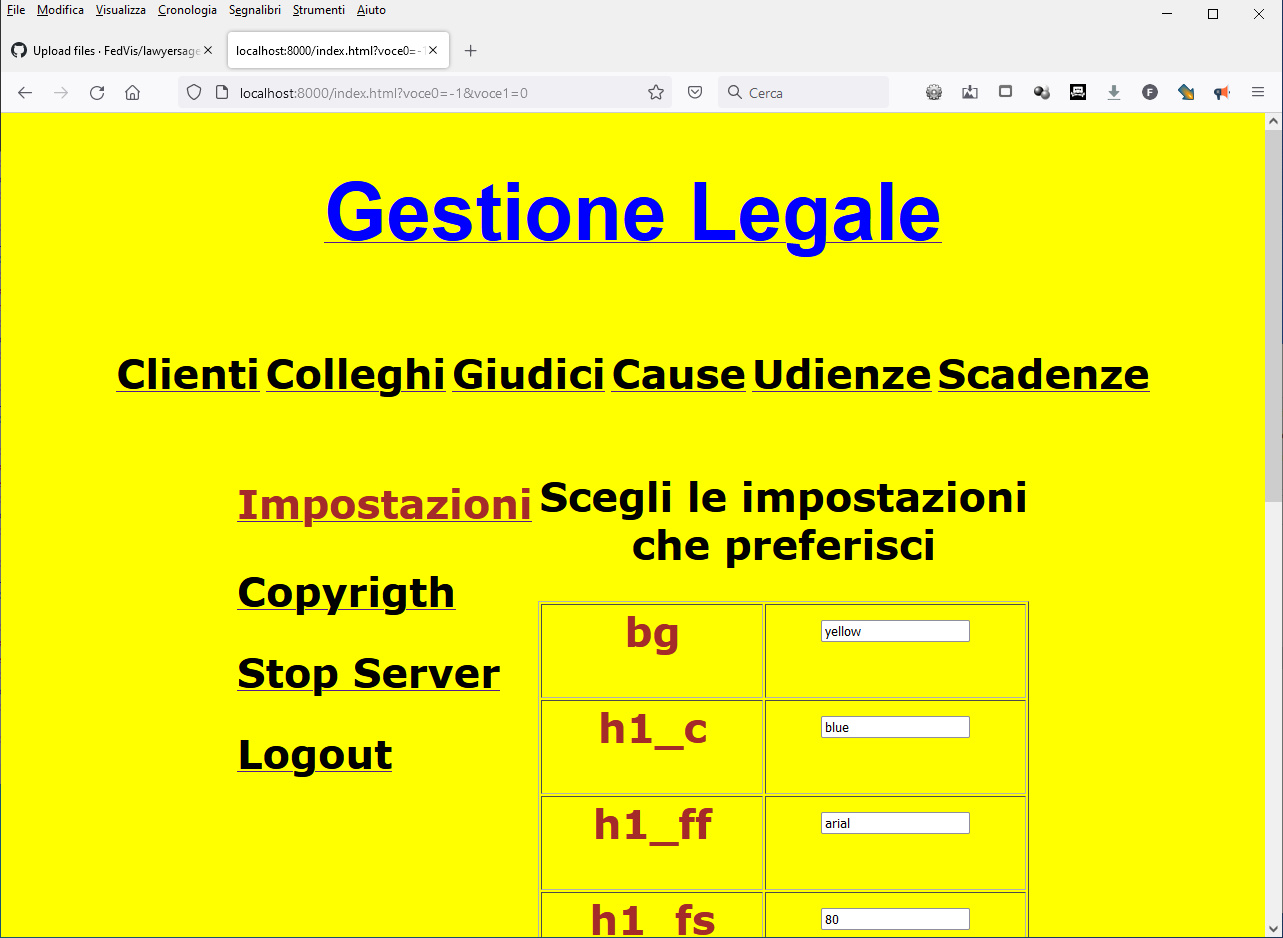 File Modifica Visualizza Cronologia Segnalibri Strumenti Aiuto
Upload files · FedVis/lawyersage
localhost:8000/index.html?voce0=-1
localhost:8000/index.html?voce0=-1&voce1=0
Cerca
F
Gestione Legale
Clienti Colleghi Giudici Cause Udienze Scadenze
Impostazioni
Copyrigth
Stop Server
Logout
Scegli le impostazioni
che preferisci
bg yellow
h1_c blue
h1_ff arial
h1_fs 80